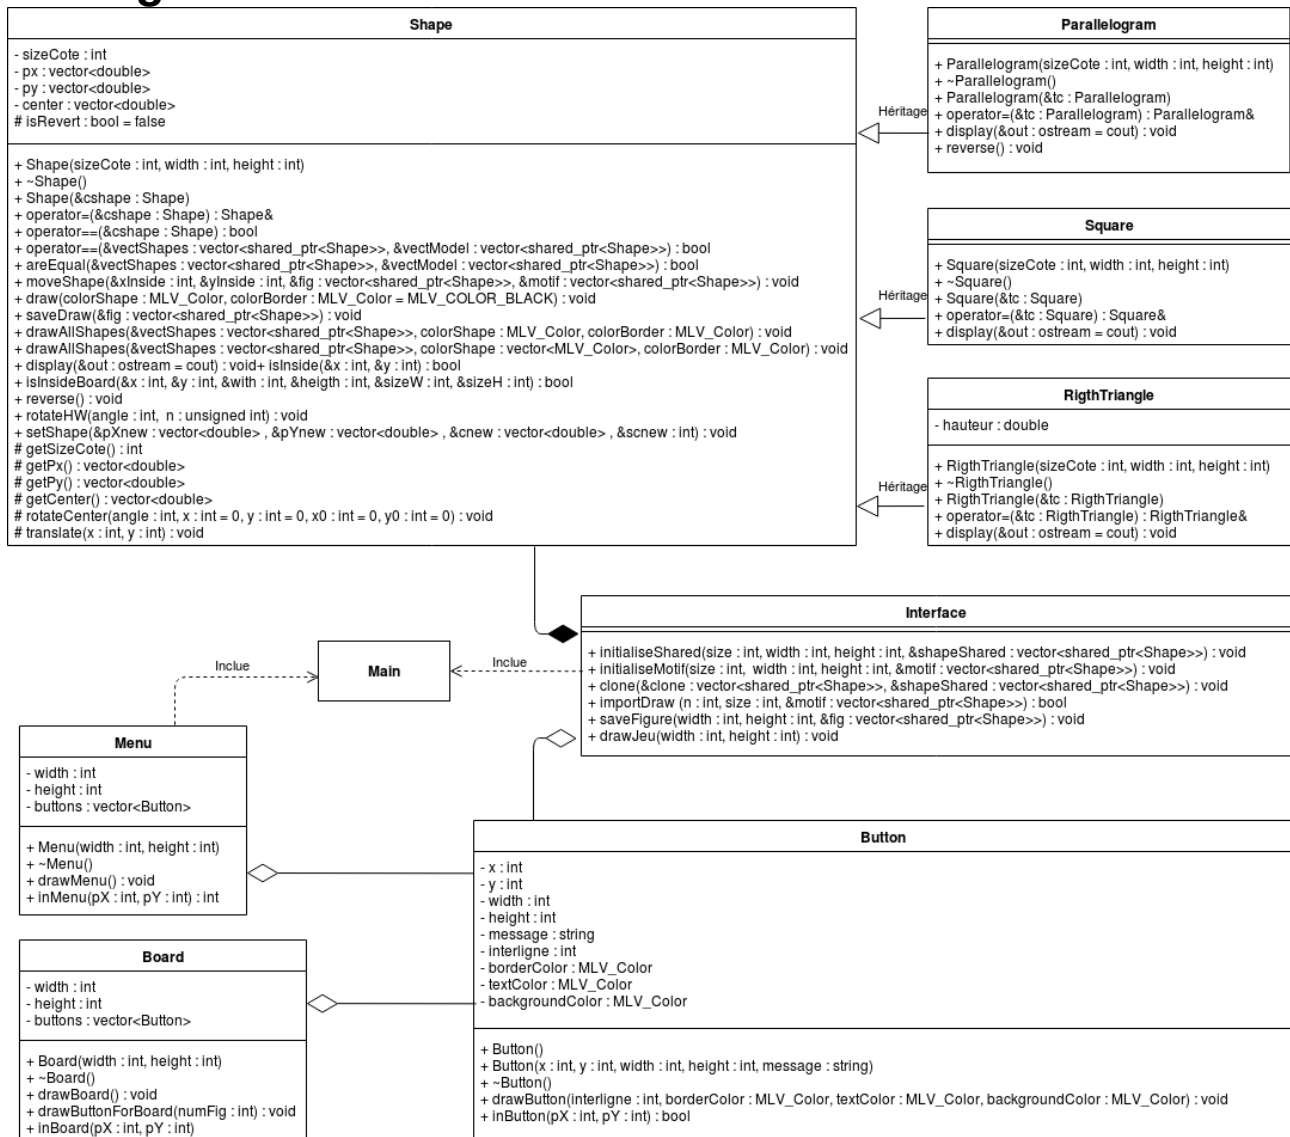 Shape
- sizeCote : int
- px : vector<double>
- py : vector<double>
- center : vector<double>
# isRevert : bool = false
+ Shape(sizeCote : int, width : int, height : int)
+ ~Shape()
+ Shape(&cshape : Shape)
+ operator=(&cshape : Shape) : Shape&
+ operator==(&cshape : Shape) : bool
+ operator==(&vectShapes : vector<shared_ptr<Shape>>, &vectModel : vector<shared_ptr<Shape>>) : bool
+ areEqual(&vectShapes : vector<shared_ptr<Shape>>, &vectModel : vector<shared_ptr<Shape>>) : bool
+ moveShape(&xInside : int, &yInside : int, &fig : vector<shared_ptr<Shape>>, &motif : vector<shared_ptr<Shape>>) : void
+ draw(colorShape : MLV_Color, colorBorder : MLV_Color = MLV_COLOR_BLACK) : void
+ saveDraw(&fig : vector<shared_ptr<Shape>>) : void
+ drawAllShapes(&vectShapes : vector<shared_ptr<Shape>>, colorShape : MLV_Color, colorBorder : MLV_Color) : void
+ drawAllShapes(&vectShapes : vector<shared_ptr<Shape>>, colorShape : vector<MLV_Color>, colorBorder : MLV_Color) : void
+ display(&out : ostream = cout) : void+ isInside(&x : int, &y : int) : bool
+ isInsideBoard(&x : int, &y : int, &with : int, &heigth : int, &sizeW : int, &sizeH : int) : bool
+ reverse() : void
+ rotateHW(angle : int,  n : unsigned int) : void
+ setShape(&pXnew : vector<double> , &pYnew : vector<double> , &cnew : vector<double> , &scnew : int) : void
# getSizeCote() : int
# getPx() : vector<double>
# getPy() : vector<double>
# getCenter() : vector<double>
# rotateCenter(angle : int, x : int = 0, y : int = 0, x0 : int = 0, y0 : int = 0) : void
# translate(x : int, y : int) : void
Parallelogram
+ Parallelogram(sizeCote : int, width : int, height : int)
+ ~Parallelogram()
+ Parallelogram(&tc : Parallelogram)
+ operator=(&tc : Parallelogram) : Parallelogram&
+ display(&out : ostream = cout) : void
+ reverse() : void
Héritage
Square
+ Square(sizeCote : int, width : int, height : int)
+ ~Square()
+ Square(&tc : Square)
+ operator=(&tc : Square) : Square&
+ display(&out : ostream = cout) : void
Héritage
RigthTriangle
- hauteur : double
+ RigthTriangle(sizeCote : int, width : int, height : int)
+ ~RigthTriangle()
+ RigthTriangle(&tc : RigthTriangle)
+ operator=(&tc : RigthTriangle) : RigthTriangle&
+ display(&out : ostream = cout) : void
Héritage
Interface
+ initialiseShared(size : int, width : int, height : int, &shapeShared : vector<shared_ptr<Shape>>) : void
+ initialiseMotif(size : int,  width : int, height : int, &motif : vector<shared_ptr<Shape>>) : void
+ clone(&clone : vector<shared_ptr<Shape>>, &shapeShared : vector<shared_ptr<Shape>>) : void
+ importDraw (n : int, size : int, &motif : vector<shared_ptr<Shape>>) : bool
+ saveFigure(width : int, height : int, &fig : vector<shared_ptr<Shape>>) : void
+ drawJeu(width : int, height : int) : void
Inclue
Main
Inclue
Menu
- width : int
- height : int
- buttons : vector<Button>
+ Menu(width : int, height : int)
+ ~Menu()
+ drawMenu() : void
+ inMenu(pX : int, pY : int) : int
Button
- x : int
- y : int
- width : int
- height : int
- message : string
- interligne : int
- borderColor : MLV_Color
- textColor : MLV_Color
- backgroundColor : MLV_Color
+ Button()
+ Button(x : int, y : int, width : int, height : int, message : string)
+ ~Button()
+ drawButton(interligne : int, borderColor : MLV_Color, textColor : MLV_Color, backgroundColor : MLV_Color) : void
+ inButton(pX : int, pY : int) : bool
Board
- width : int
- height : int
- buttons : vector<Button>
+ Board(width : int, height : int)
+ ~Board()
+ drawBoard() : void
+ drawButtonForBoard(numFig : int) : void
+ inBoard(pX : int, pY : int)